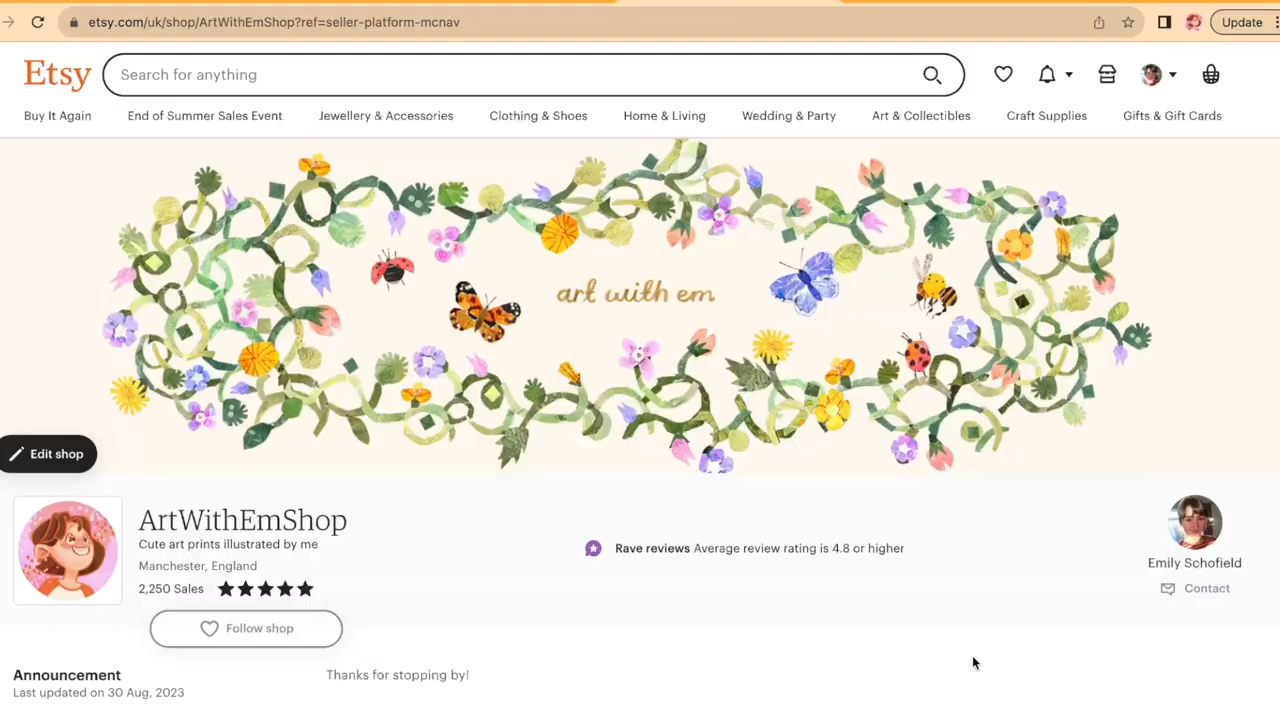 etsy.com/uk/shop/ArtWithEmShop?ref=seller-platform-mcnav
Update
Etsy
Search for anything
Buy It Again
End of Summer Sales Event
Jewellery & Accessories
Clothing & Shoes
Home & Living
Wedding & Party
Art & Collectibles
Craft Supplies
Gifts & Gift Cards
art with em
Edit shop
ArtWithEmShop
Cute art prints illustrated by me
Manchester, England
2,250 Sales
Follow shop
Rave reviews Average review rating is 4.8 or higher
Emily Schofield
Contact
Announcement
Last updated on 30 Aug, 2023
Thanks for stopping by!